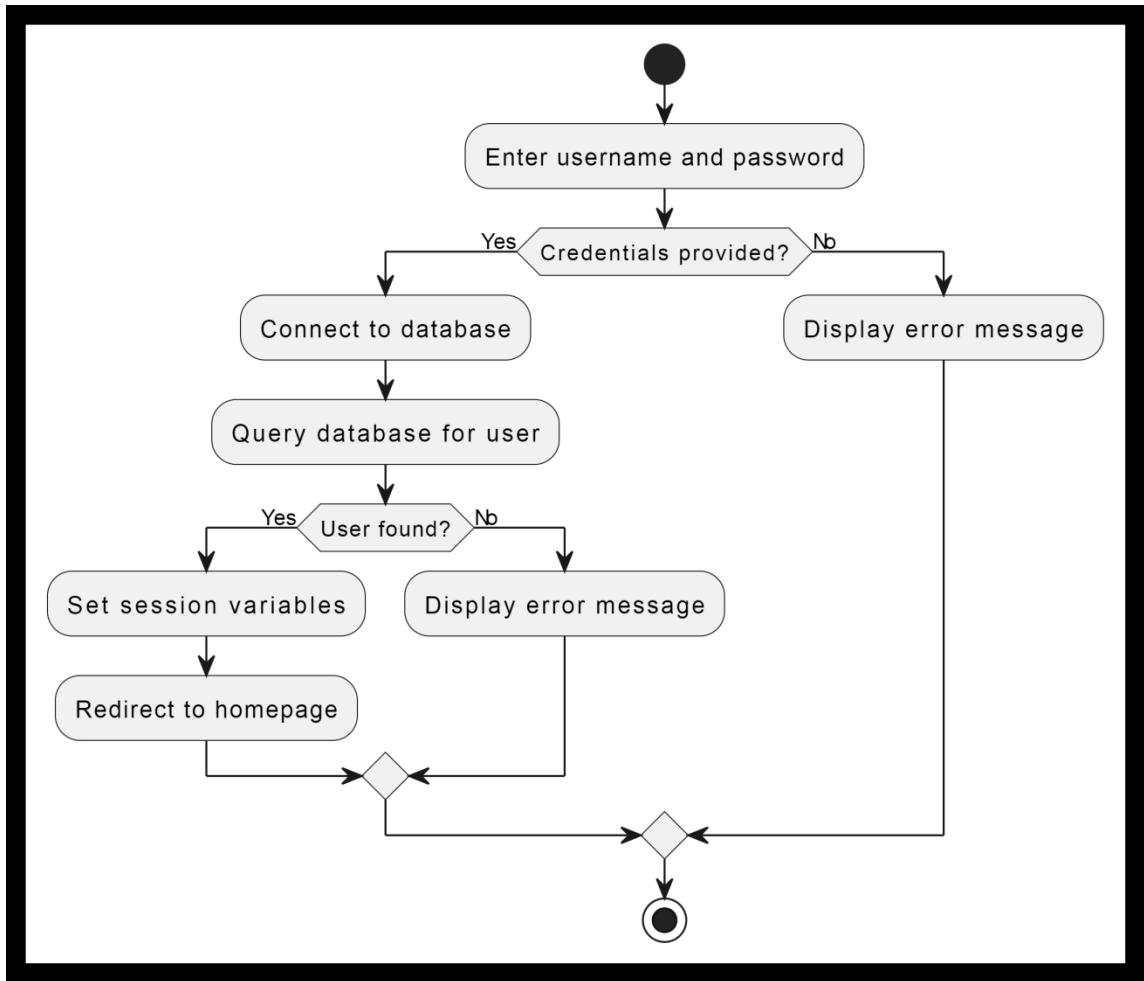 Enter username and password
Yes
Credentials provided?
No
Connect to database
Display error message
Query database for user
Yes
User found?
No
Set session variables
Display error message
Redirect to homepage